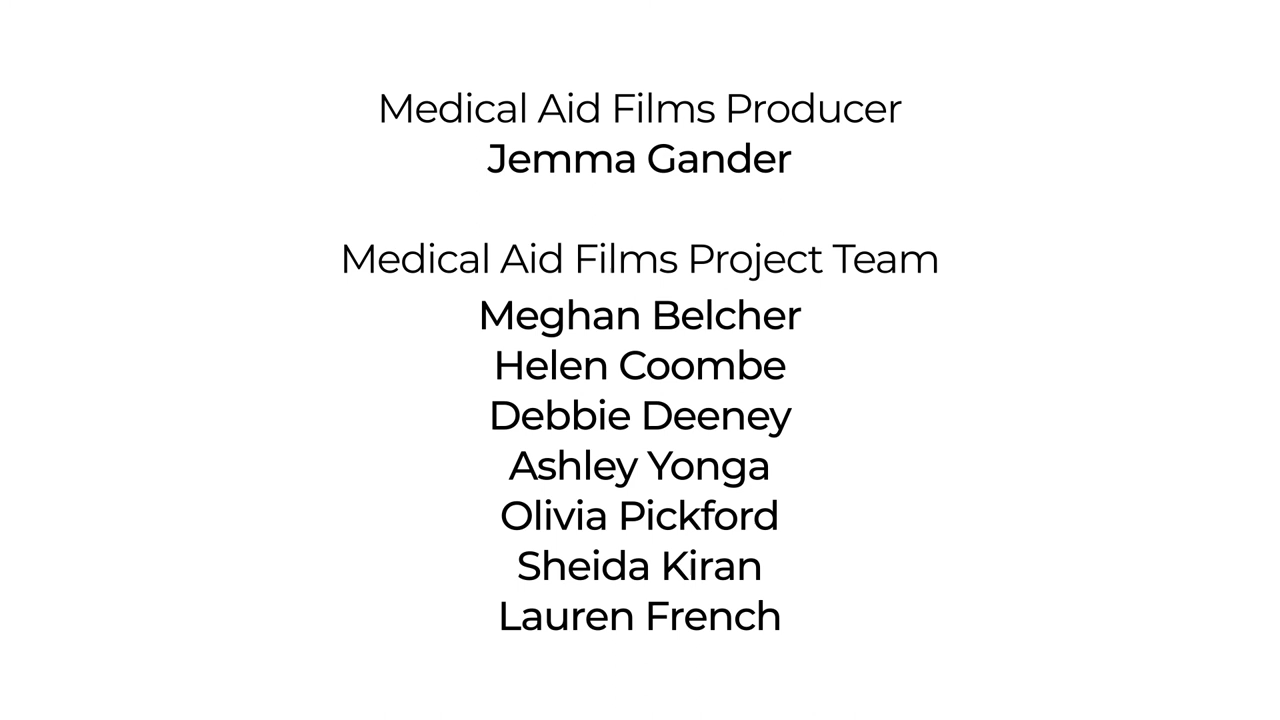 Medical Aid Films Producer
Jemma Gander
Medical Aid Films Project Team
Meghan Belcher
Helen Coombe
Debbie Deeney
Ashley Yonga
Olivia Pickford
Sheida Kiran
Lauren French